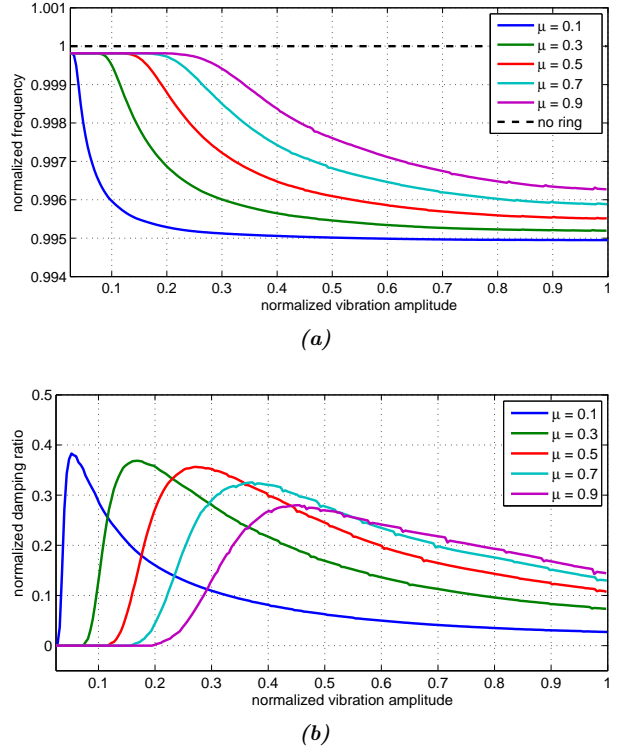 1.001
1
0.999
0.998
0.997
0.996
0.995
0.994
normalized frequency
μ = 0.1
μ = 0.3
μ = 0.5
μ = 0.7
μ = 0.9
no ring
0.1 0.2 0.3 0.4 0.5 0.6 0.7 0.8 0.9 1
normalized vibration amplitude
(a)
0.5
0.4
0.3
0.2
0.1
0
normalized damping ratio
μ = 0.1
μ = 0.3
μ = 0.5
μ = 0.7
μ = 0.9
0.1 0.2 0.3 0.4 0.5 0.6 0.7 0.8 0.9 1
normalized vibration amplitude
(b)